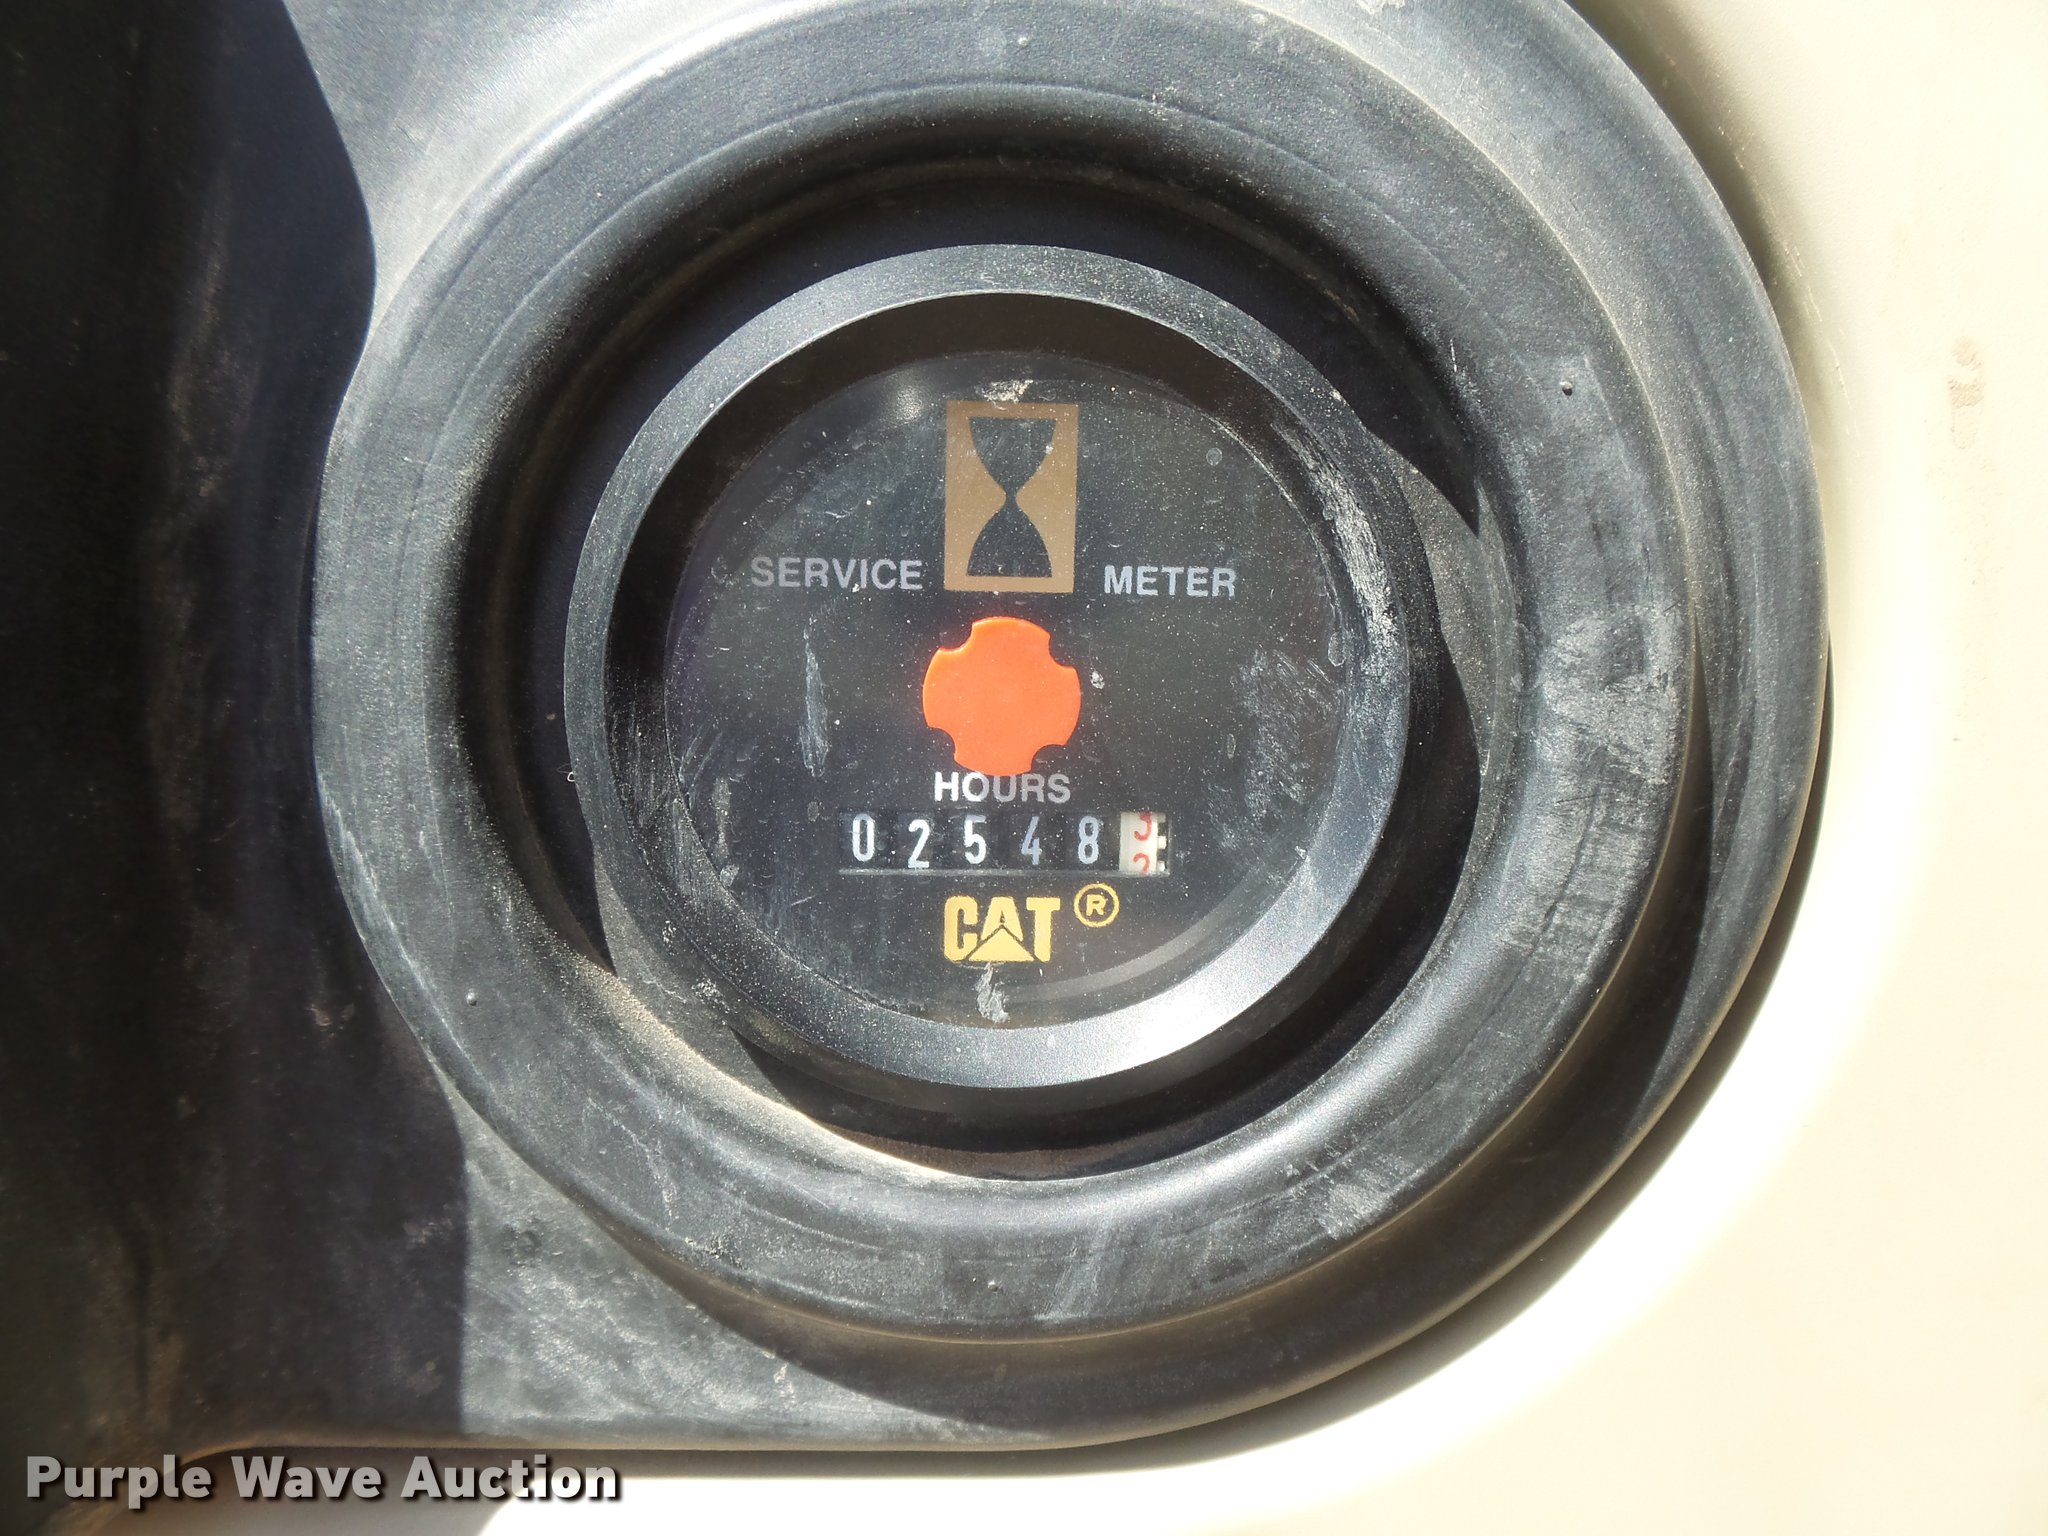 SERVICE METER
HOURS
02548
CAT ®
Purple Wave Auction